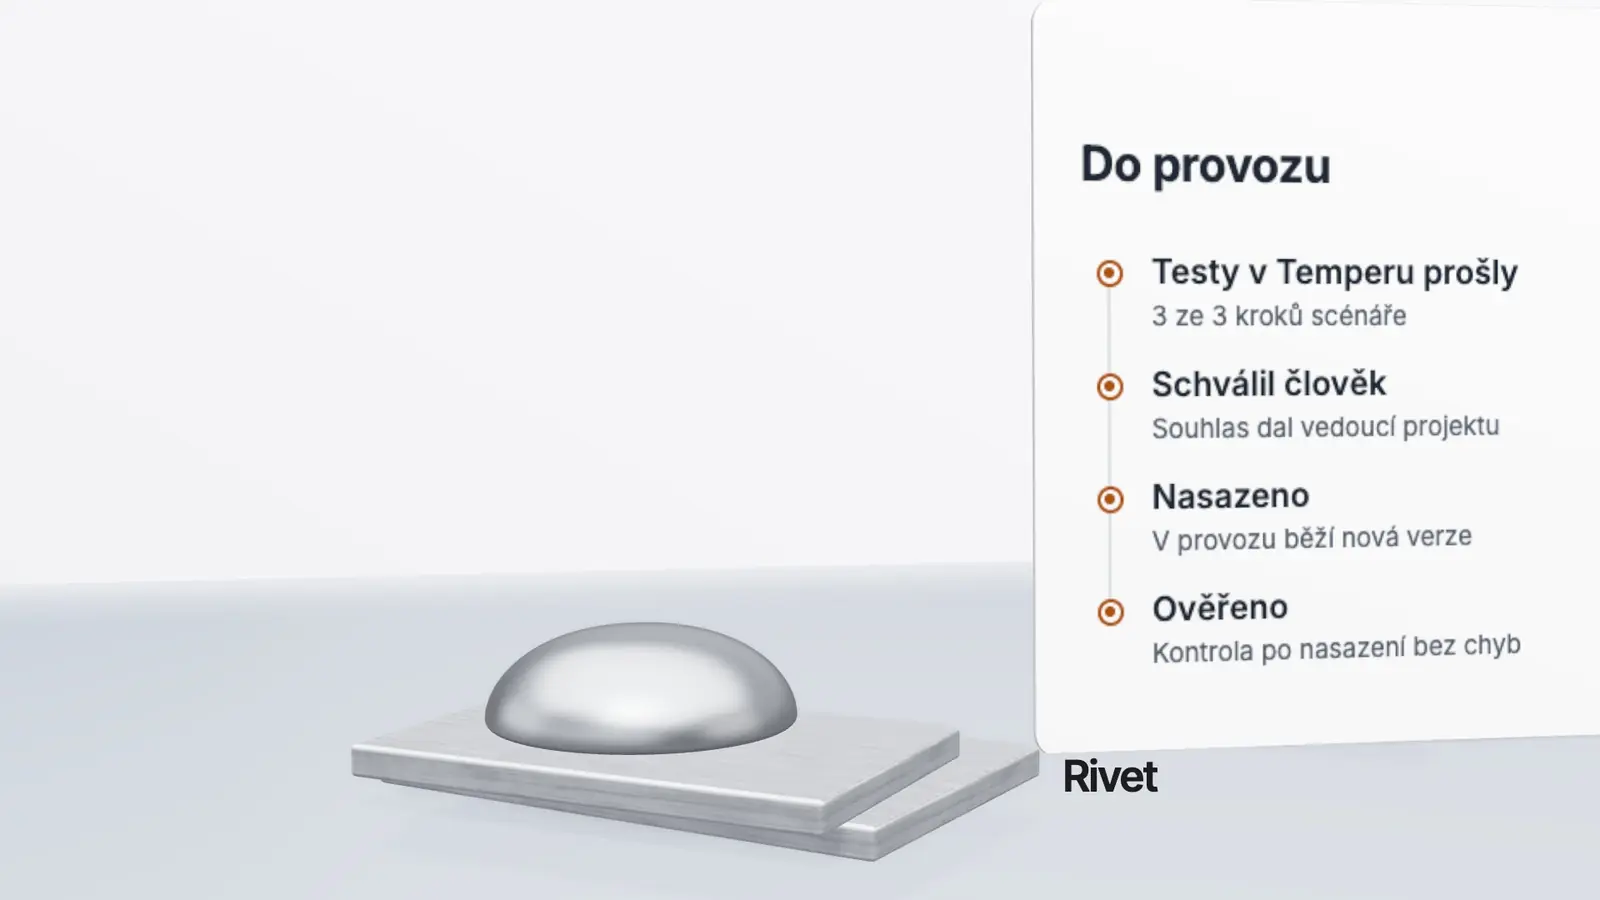 Do provozu
Testy v Temperu prošly
3 ze 3 kroků scénáře
Schválil člověk
Souhlas dal vedoucí projektu
Nasazeno
V provozu běží nová verze
Ověřeno
Kontrola po nasazení bez chyb
Rivet